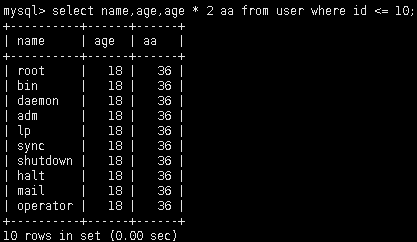 mysql> select name,age,age * 2 aa from user where id <= 10;
+----------+-----+----+
| name     | age | aa |
+----------+-----+----+
| root     |  18 | 36 |
| bin      |  18 | 36 |
| daemon   |  18 | 36 |
| adm      |  18 | 36 |
| lp       |  18 | 36 |
| sync     |  18 | 36 |
| shutdown |  18 | 36 |
| halt     |  18 | 36 |
| mail     |  18 | 36 |
| operator |  18 | 36 |
+----------+-----+----+
10 rows in set (0.00 sec)